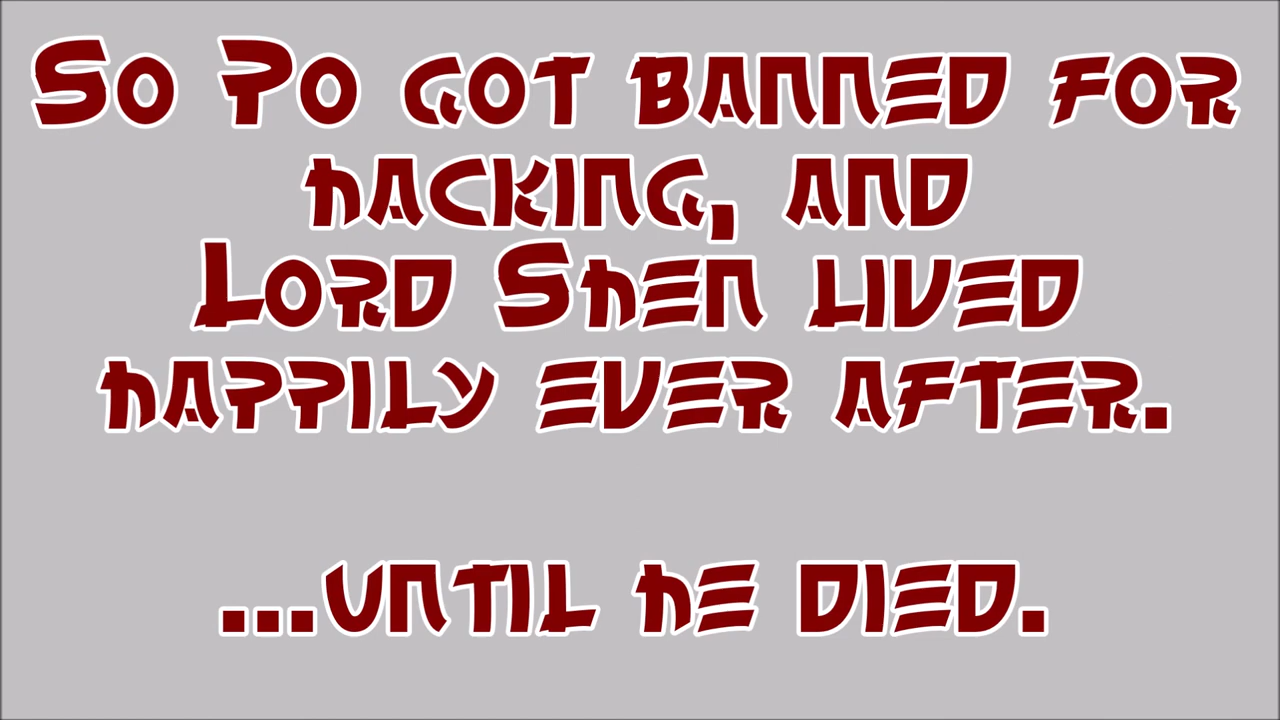 So Po got banned for
hacking, and
Lord Shen lived
happily ever after.
...until he died.